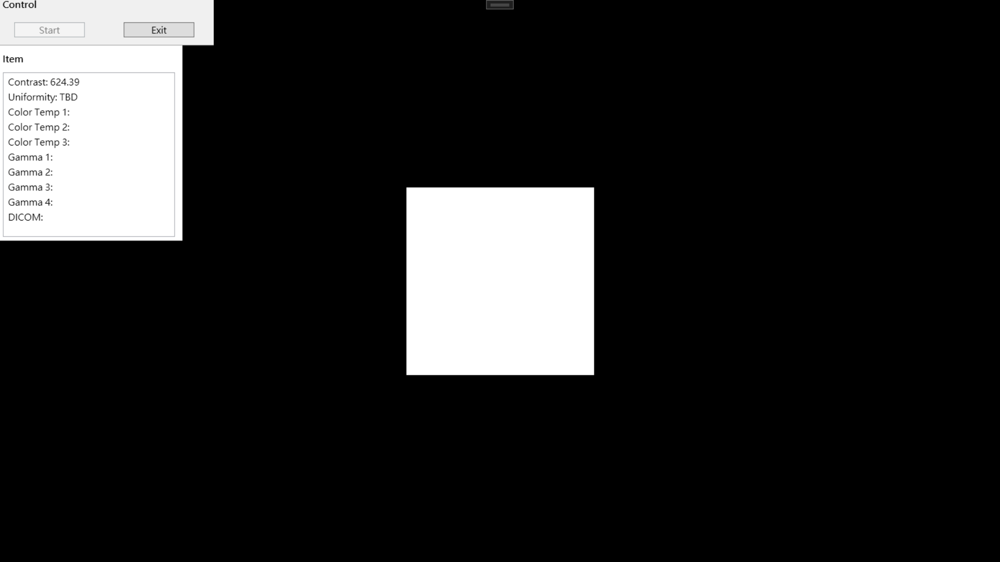 Control
Start
Exit
Item
Contrast: 624.39
Uniformity: TBD
Color Temp 1:
Color Temp 2:
Color Temp 3:
Gamma 1:
Gamma 2:
Gamma 3:
Gamma 4:
DICOM: